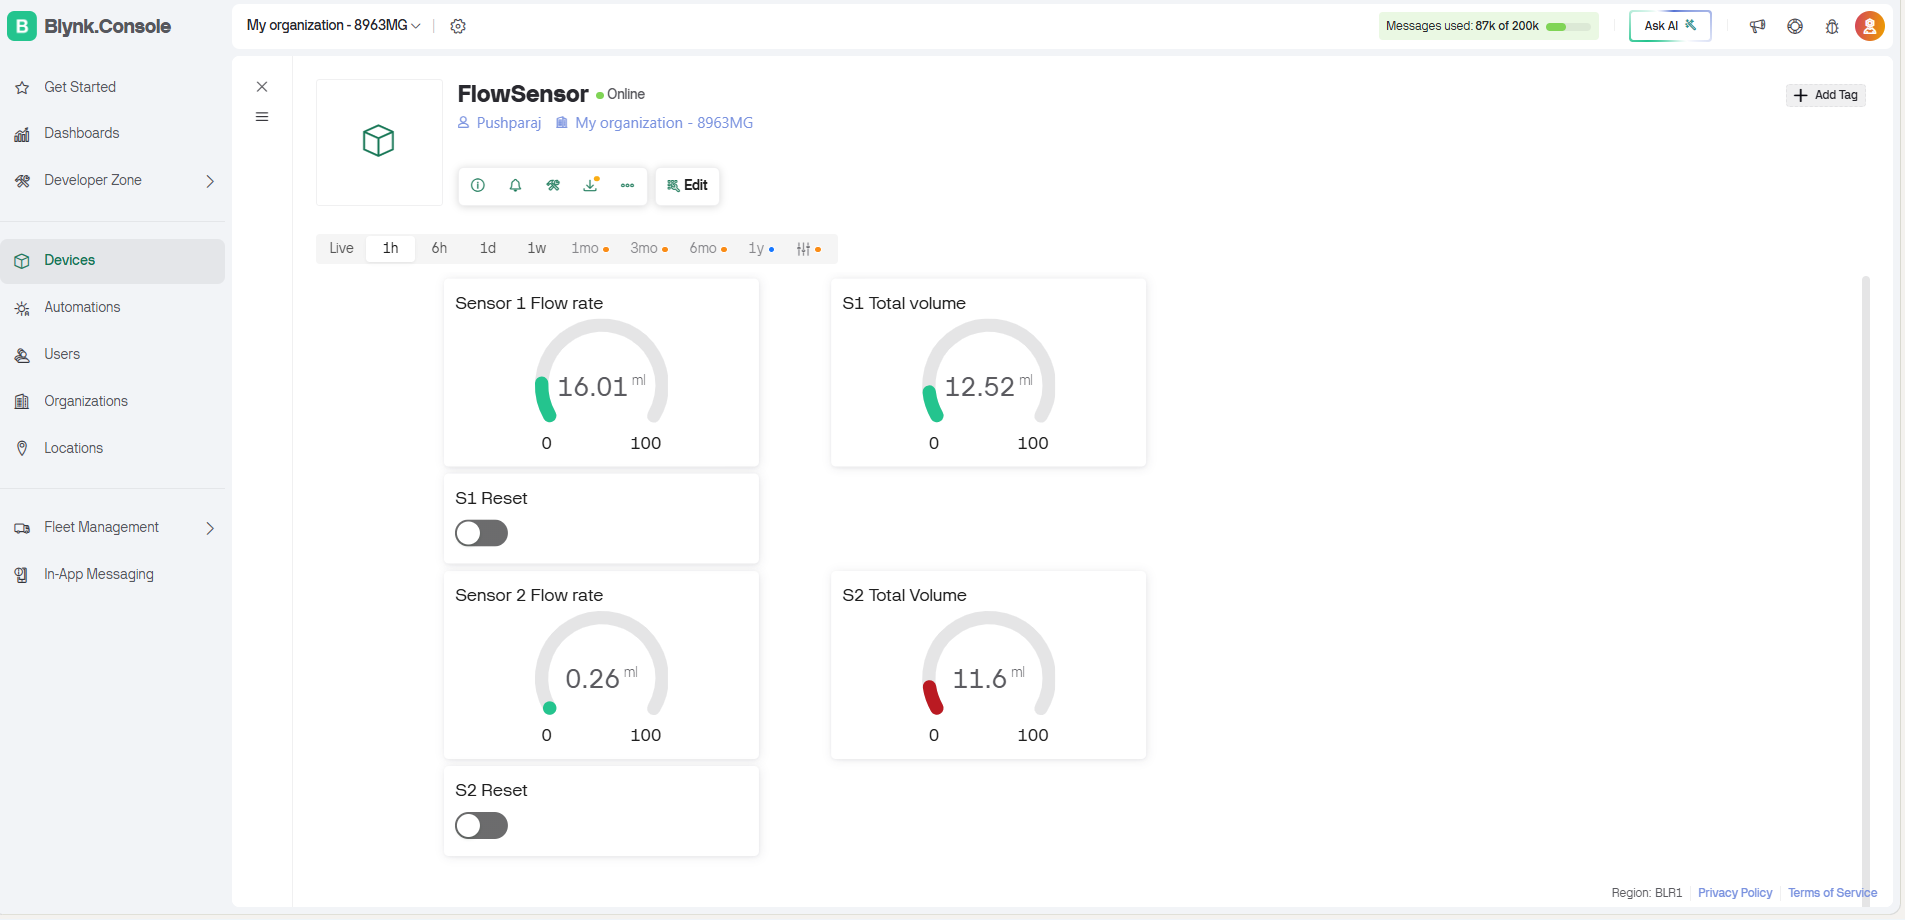 B Blynk.Console
My organization - 8963MG
Messages used: 87k of 200k
Ask AI
Get Started
Dashboards
Developer Zone
Devices
Automations
Users
Organizations
Locations
Fleet Management
In-App Messaging
FlowSensor Online
Pushparaj My organization - 8963MG
Add Tag
Edit
Live 1h 6h 1d 1w 1mo 3mo 6mo 1y
Sensor 1 Flow rate
16.01 ml
0 100
S1 Total volume
12.52 ml
0 100
S1 Reset
Sensor 2 Flow rate
0.26 ml
0 100
S2 Total Volume
11.6 ml
0 100
S2 Reset
Region: BLR1 Privacy Policy Terms of Service